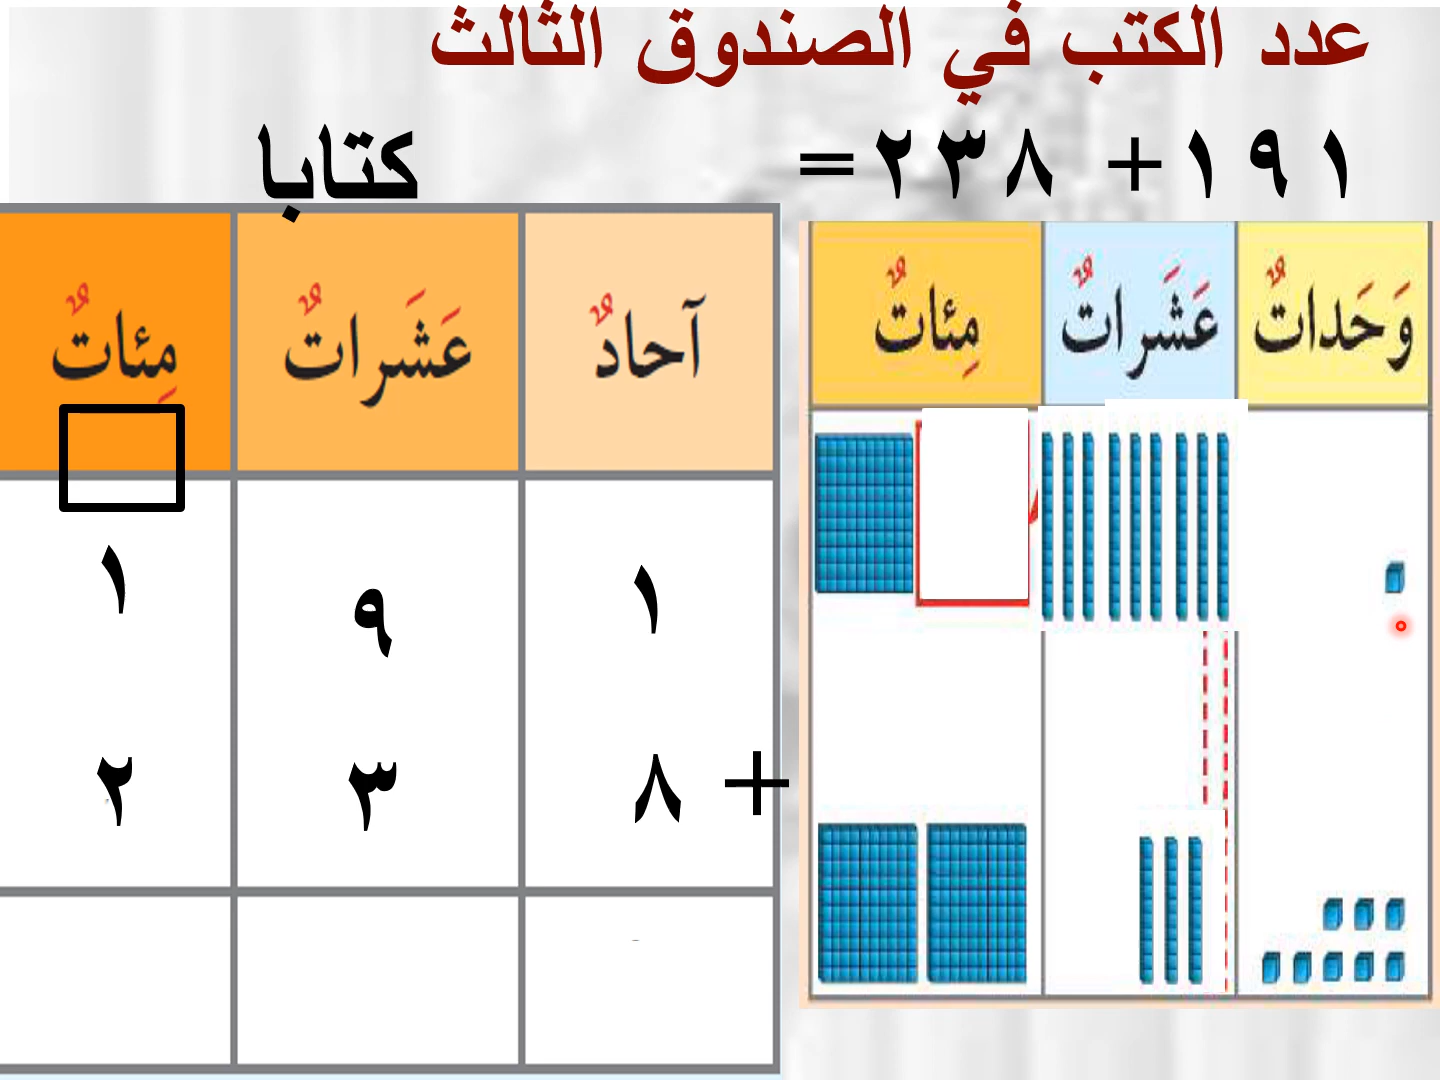 عدد الكتب في الصندوق الثالث
١٩١ + ٢٣٨ = كتابا
وَحَداتٌ عَشَراتٌ مِئاتٌ
آحادٌ عَشَراتٌ مِئاتٌ
١ ٩ ١
+ ٨ ٣ ٢